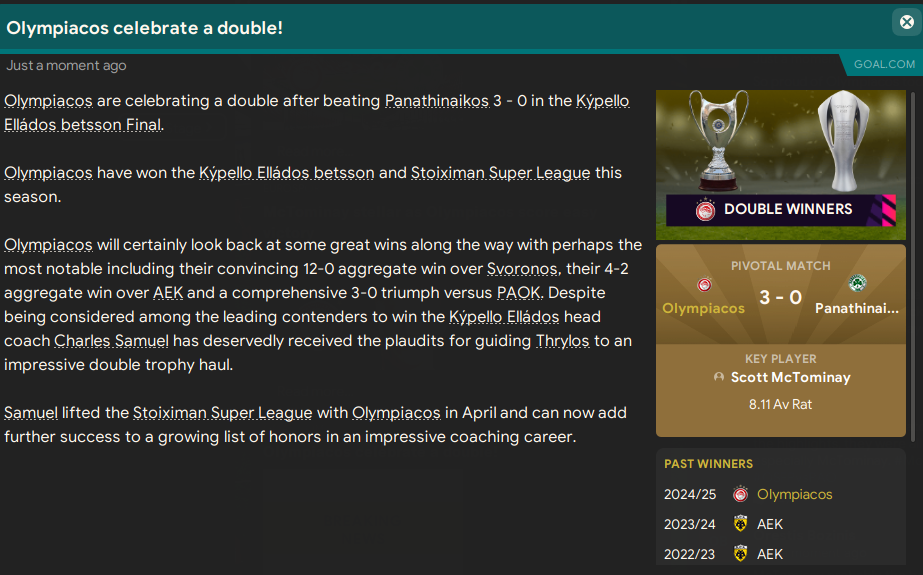 Olympiacos celebrate a double!
Just a moment ago
GOAL.COM
Olympiacos are celebrating a double after beating Panathinaikos 3 - 0 in the Kýpello
Elládos betsson Final.
Olympiacos have won the Kýpello Elládos betsson and Stoiximan Super League this
season.
Olympiacos will certainly look back at some great wins along the way with perhaps the
most notable including their convincing 12-0 aggregate win over Svoronos, their 4-2
aggregate win over AEK and a comprehensive 3-0 triumph versus PAOK. Despite
being considered among the leading contenders to win the Kýpello Elládos head
coach Charles Samuel has deservedly received the plaudits for guiding Thrylos to an
impressive double trophy haul.
Samuel lifted the Stoiximan Super League with Olympiacos in April and can now add
further success to a growing list of honors in an impressive coaching career.
DOUBLE WINNERS
PIVOTAL MATCH
Olympiacos 3 - 0 Panathinai...
KEY PLAYER
Scott McTominay
8.11 Av Rat
PAST WINNERS
2024/25 Olympiacos
2023/24 AEK
2022/23 AEK